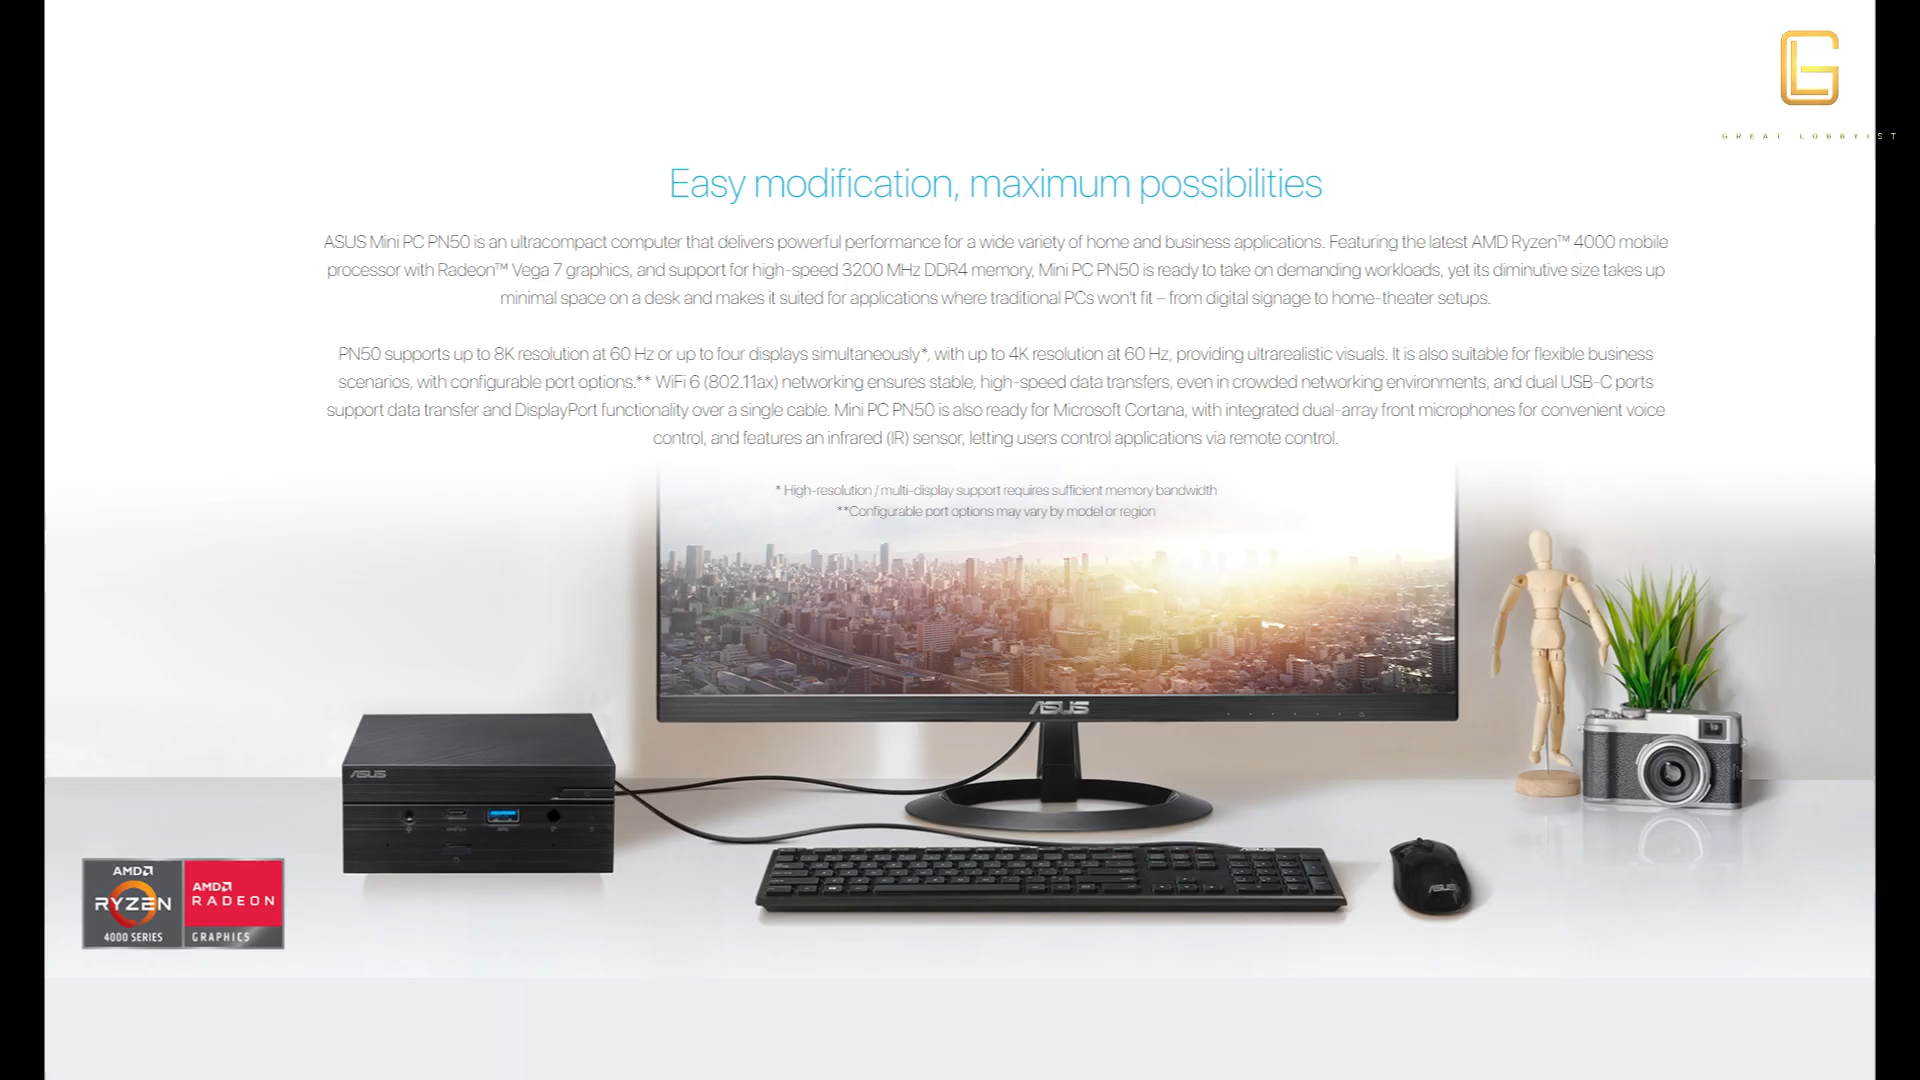 GREAT LOBBYIST
Easy modification, maximum possibilities
ASUS Mini PC PN50 is an ultracompact computer that delivers powerful performance for a wide variety of home and business applications. Featuring the latest AMD Ryzen™ 4000 mobile
processor with Radeon™ Vega 7 graphics, and support for high-speed 3200 MHz DDR4 memory, Mini PC PN50 is ready to take on demanding workloads, yet its diminutive size takes up
minimal space on a desk and makes it suited for applications where traditional PCs won't fit – from digital signage to home-theater setups.
PN50 supports up to 8K resolution at 60 Hz or up to four displays simultaneously*, with up to 4K resolution at 60 Hz, providing ultrarealistic visuals. It is also suitable for flexible business
scenarios, with configurable port options.** WiFi 6 (802.11ax) networking ensures stable, high-speed data transfers, even in crowded networking environments, and dual USB-C ports
support data transfer and DisplayPort functionality over a single cable. Mini PC PN50 is also ready for Microsoft Cortana, with integrated dual-array front microphones for convenient voice
control, and features an infrared (IR) sensor, letting users control applications via remote control.
* High-resolution / multi-display support requires sufficient memory bandwidth
**Configurable port options may vary by model or region
ASUS
ASUS
ASUS
ASUS
AMD
RYZEN
4000 SERIES
AMD
RADEON
GRAPHICS